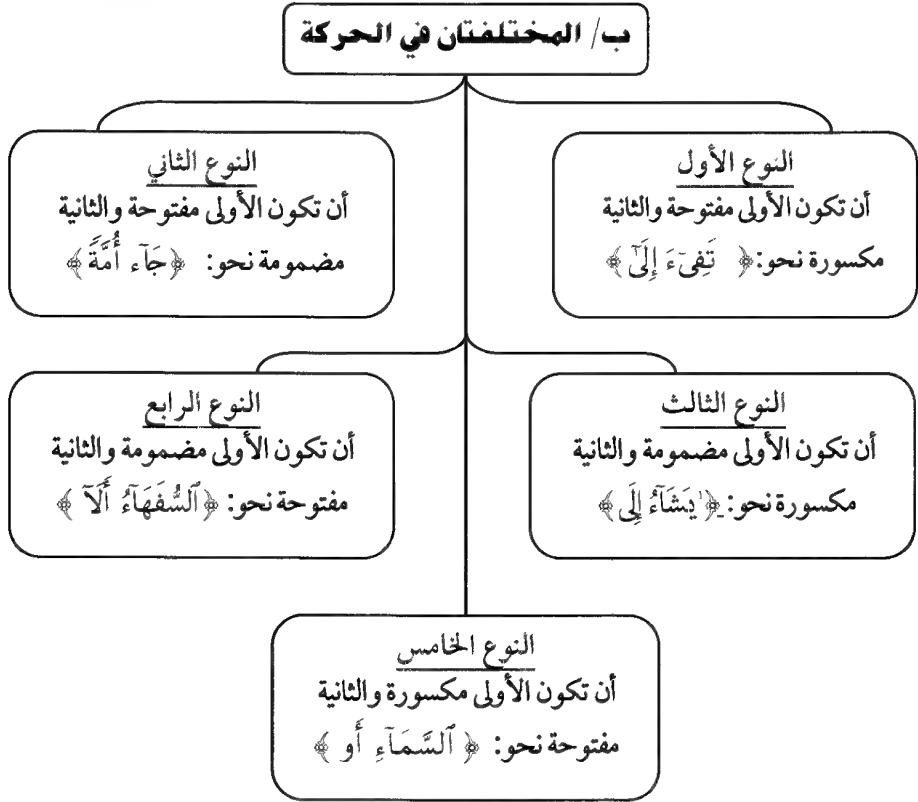 ب/ المختلفتان في الحركة
النوع الأول
أن تكون الأولى مفتوحة والثانية
مكسورة نحو: ﴿ تَفِىٓءَ إِلَىٰٓ ﴾
النوع الثاني
أن تكون الأولى مفتوحة والثانية
مضمومة نحو: ﴿جَآءَ أُمَّةً﴾
النوع الثالث
أن تكون الأولى مضمومة والثانية
مكسورة نحو: ﴿يَشَآءُ إِلَى﴾
النوع الرابع
أن تكون الأولى مضمومة والثانية
مفتوحة نحو: ﴿ٱلسُّفَهَآءُ أَلَآ ﴾
النوع الخامس
أن تكون الأولى مكسورة والثانية
مفتوحة نحو: ﴿ ٱلسَّمَآءِ أَو ﴾